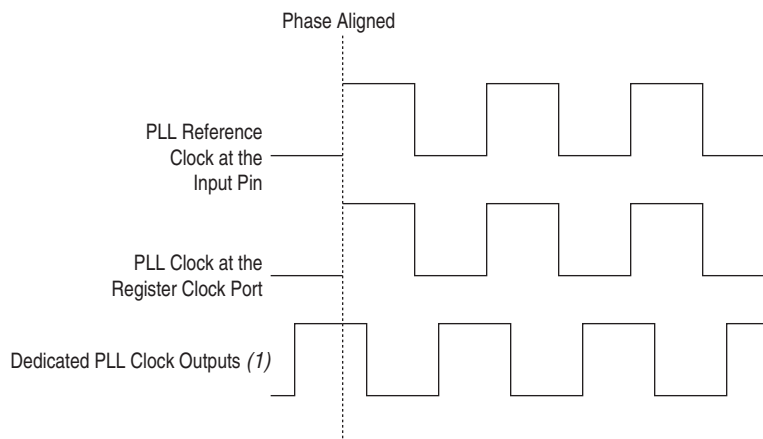 Phase Aligned
PLL Reference
Clock at the
Input Pin
PLL Clock at the
Register Clock Port
Dedicated PLL Clock Outputs (1)